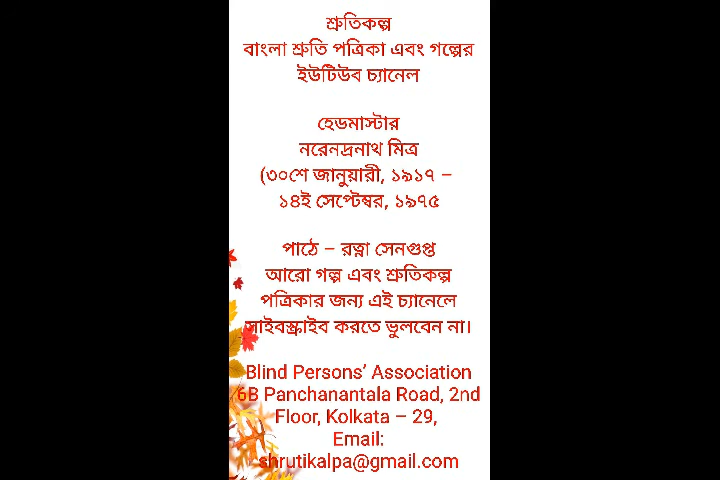 শ্রুতিকল্প
বাংলা শ্রুতি পত্রিকা এবং গল্পের
ইউটিউব চ্যানেল
হেডমাস্টার
নরেনদ্রনাথ মিত্র
(৩০শে জানুয়ারী, ১৯১৭ –
১৪ই সেপ্টেম্বর, ১৯৭৫
পাঠে – রত্না সেনগুপ্ত
আরো গল্প এবং শ্রুতিকল্প
পত্রিকার জন্য এই চ্যানেলে
সাইবস্ক্রাইব করতে ভুলবেন না।
Blind Persons’ Association
6B Panchanantala Road, 2nd
Floor, Kolkata – 29,
Email:
shrutikalpa@gmail.com